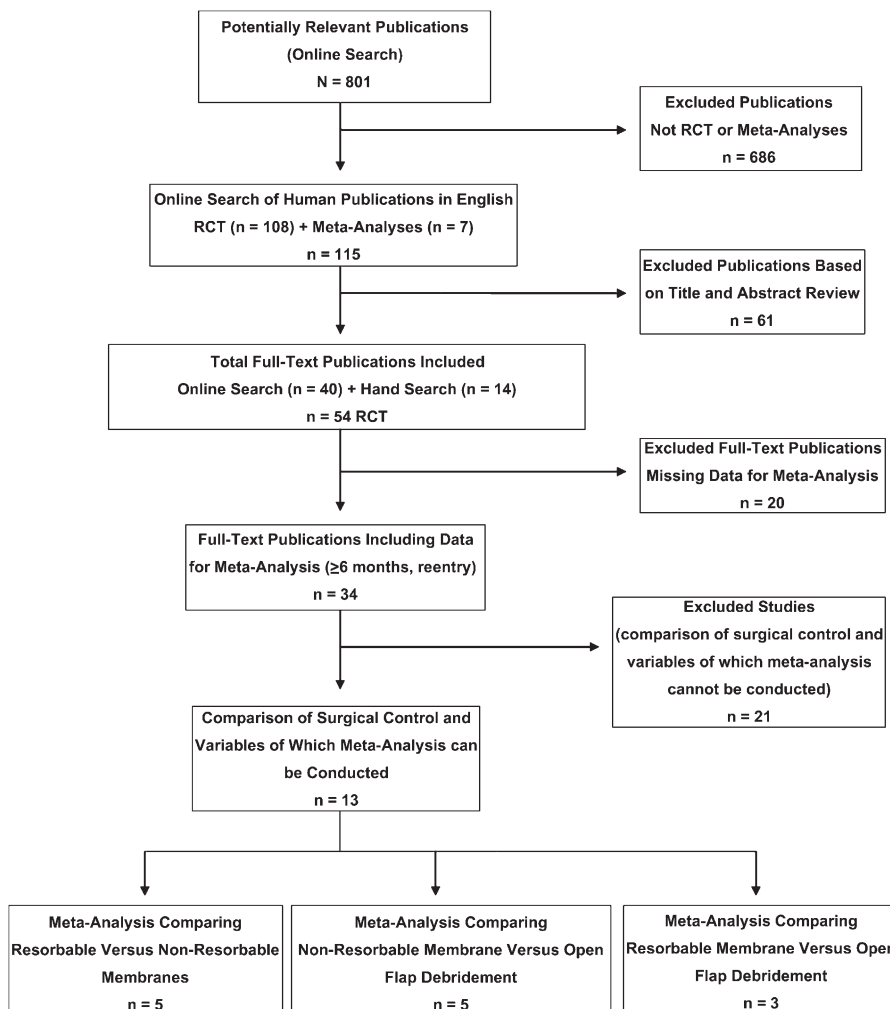 Potentially Relevant Publications
(Online Search)
N = 801
Excluded Publications
Not RCT or Meta-Analyses
n = 686
Online Search of Human Publications in English
RCT (n = 108) + Meta-Analyses (n = 7)
n = 115
Excluded Publications Based
on Title and Abstract Review
n = 61
Total Full-Text Publications Included
Online Search (n = 40) + Hand Search (n = 14)
n = 54 RCT
Excluded Full-Text Publications
Missing Data for Meta-Analysis
n = 20
Full-Text Publications Including Data
for Meta-Analysis (≥6 months, reentry)
n = 34
Excluded Studies
(comparison of surgical control and
variables of which meta-analysis
cannot be conducted)
n = 21
Comparison of Surgical Control and
Variables of Which Meta-Analysis can
be Conducted
n = 13
Meta-Analysis Comparing
Resorbable Versus Non-Resorbable
Membranes
n = 5
Meta-Analysis Comparing
Non-Resorbable Membrane Versus Open
Flap Debridement
n = 5
Meta-Analysis Comparing
Resorbable Membrane Versus Open
Flap Debridement
n = 3